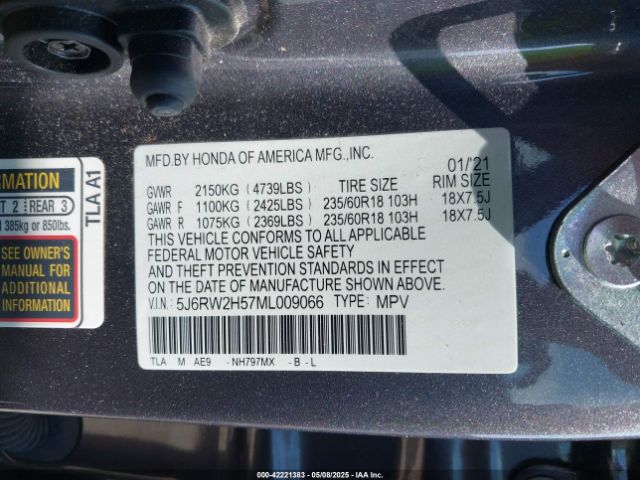 MFD.BY HONDA OF AMERICA MFG.,INC. 01/'21
GVWR 2150KG (4739LBS) TIRE SIZE RIM SIZE
GAWR F 1100KG (2425LBS) 235/60R18 103H 18X7.5J
GAWR R 1075KG (2369LBS) 235/60R18 103H 18X7.5J
THIS VEHICLE CONFORMS TO ALL APPLICABLE
FEDERAL MOTOR VEHICLE SAFETY
AND THEFT PREVENTION STANDARDS IN EFFECT
ON THE DATE OF MANUFACTURE SHOWN ABOVE.
V.I.N.: 5J6RW2H57ML009066 TYPE: MPV
TLA M AE9 -NH797MX -B-L
2 REAR 3
385kg or 850lbs.
SEE OWNER'S
MANUAL FOR
ADDITIONAL
INFORMATION
TLA A1
000-42221383 - 05/08/2025 - IAA Inc.